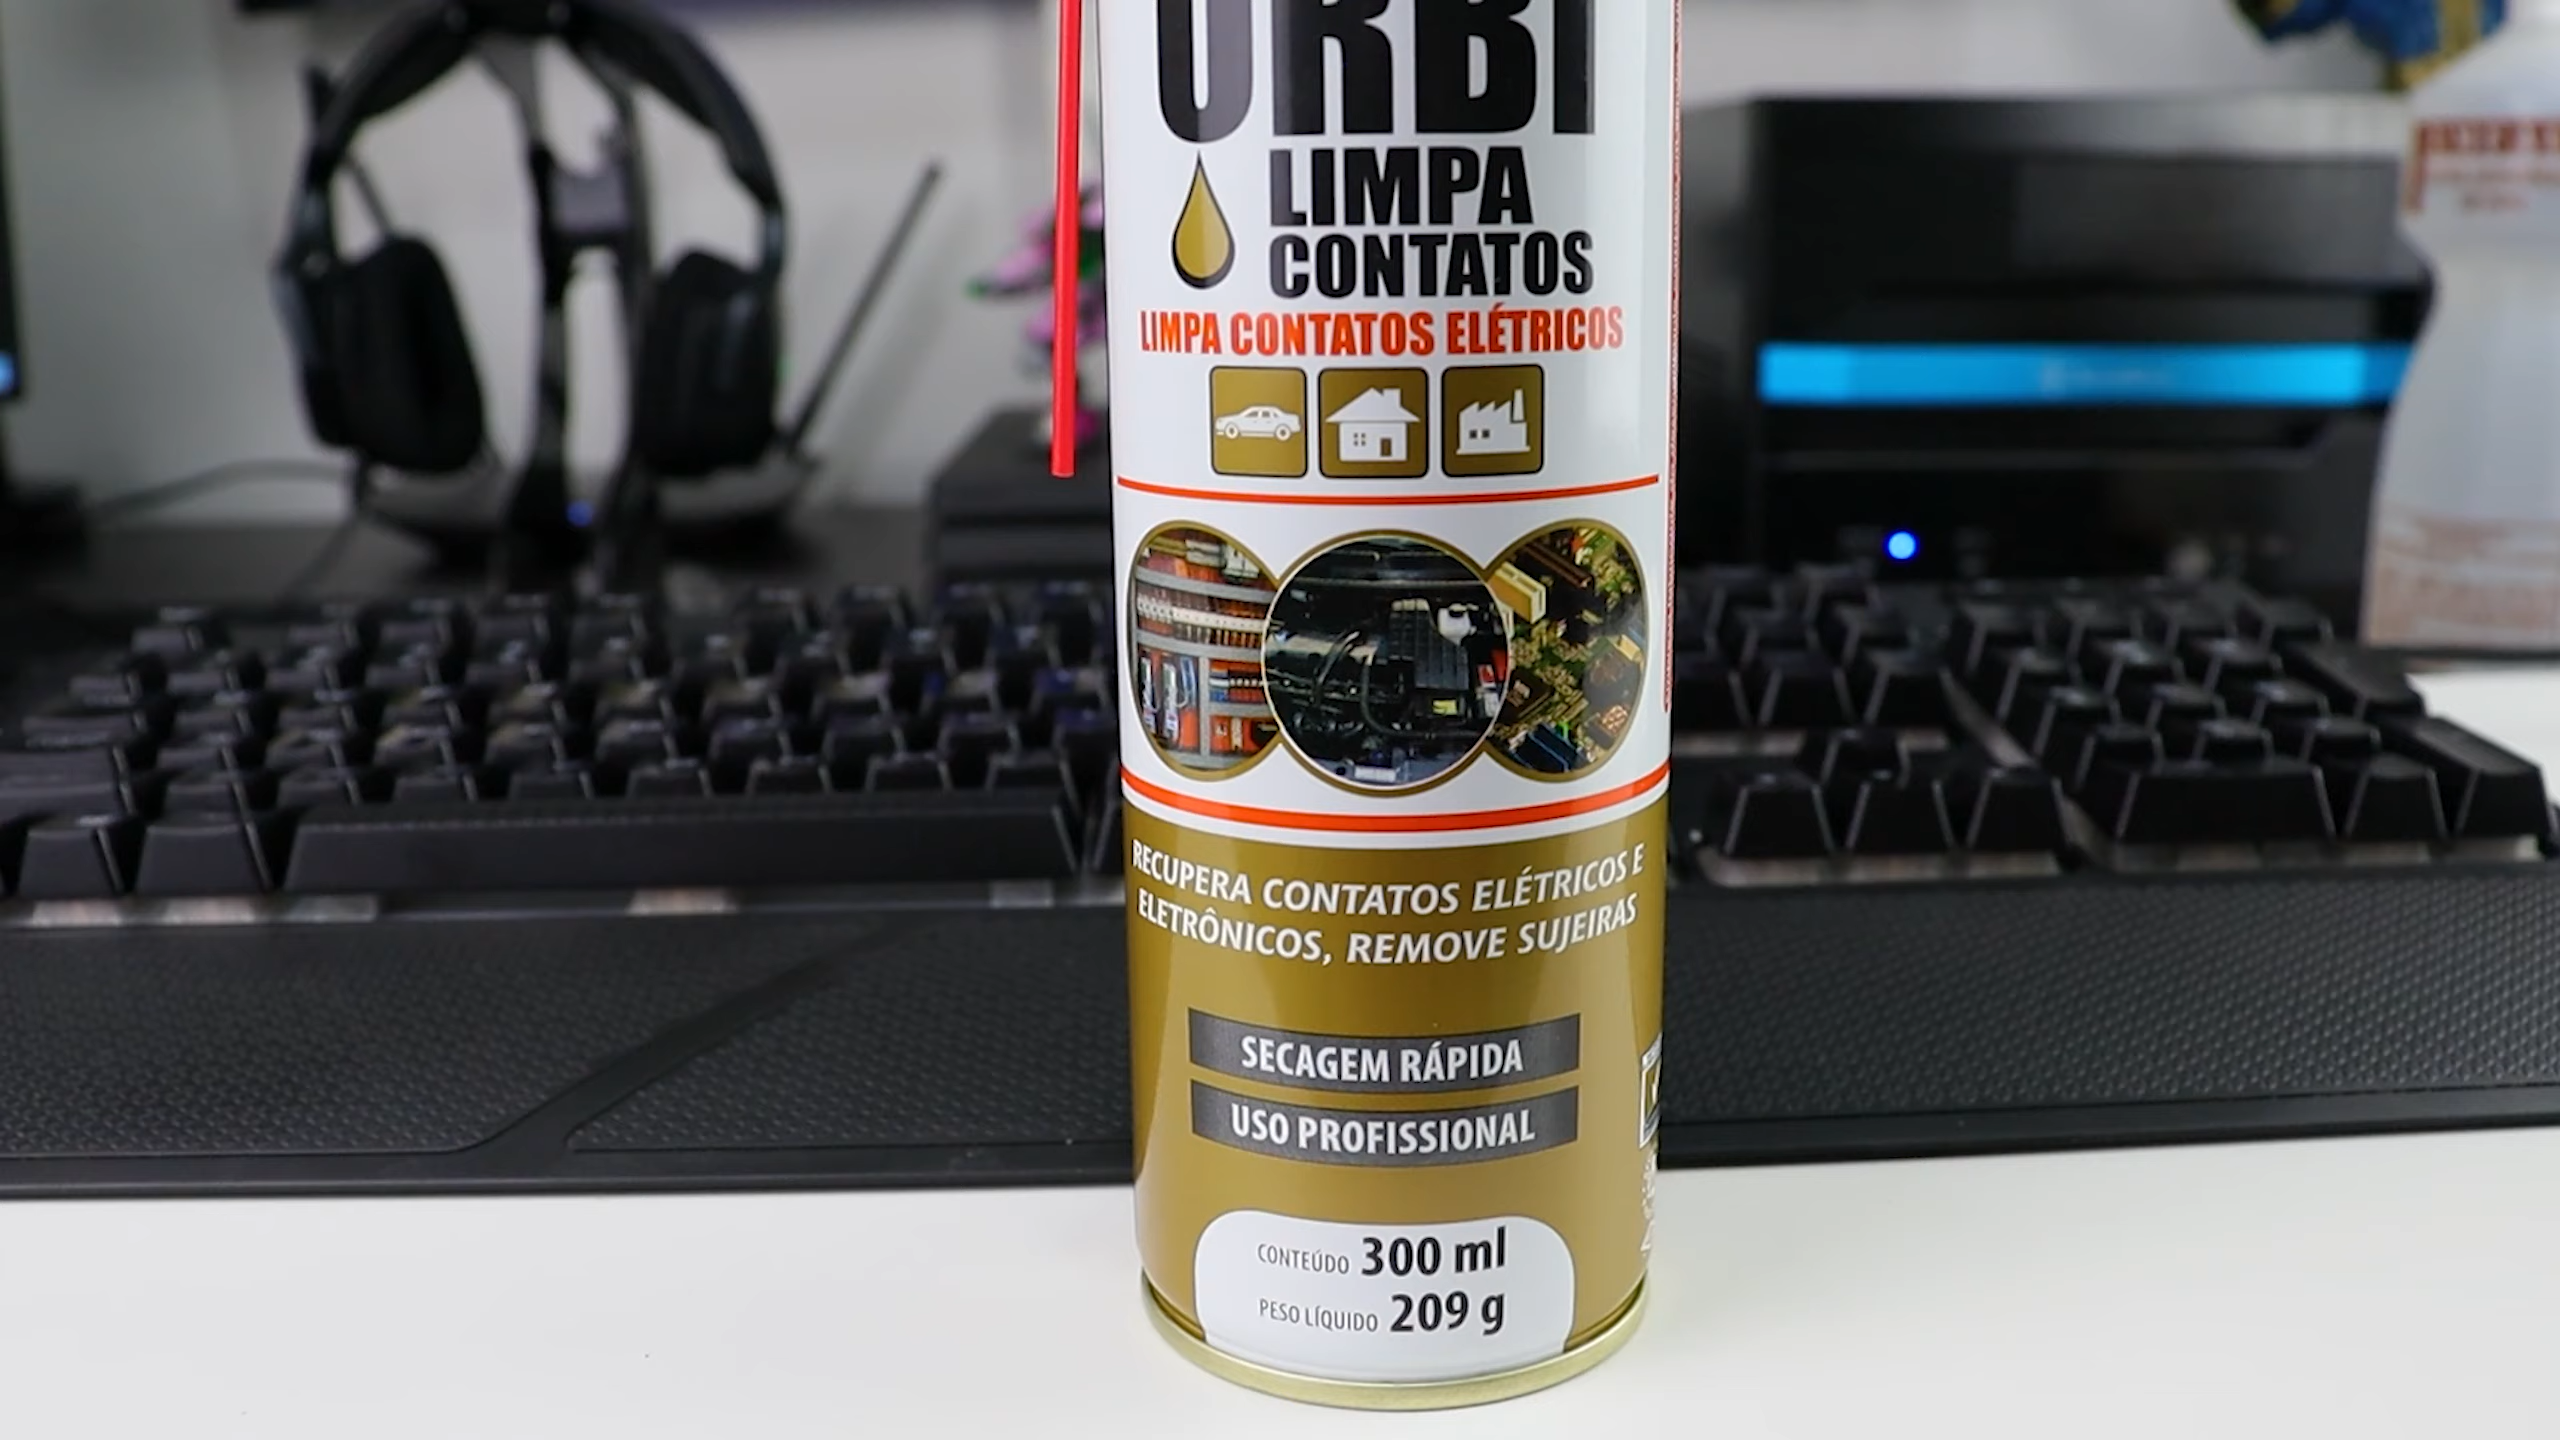 ORBI
LIMPA
CONTATOS
LIMPA CONTATOS ELÉTRICOS
RECUPERA CONTATOS ELÉTRICOS E
ELETRÔNICOS, REMOVE SUJEIRAS
SECAGEM RÁPIDA
USO PROFISSIONAL
CONTEÚDO 300 ml
PESO LÍQUIDO 209 g